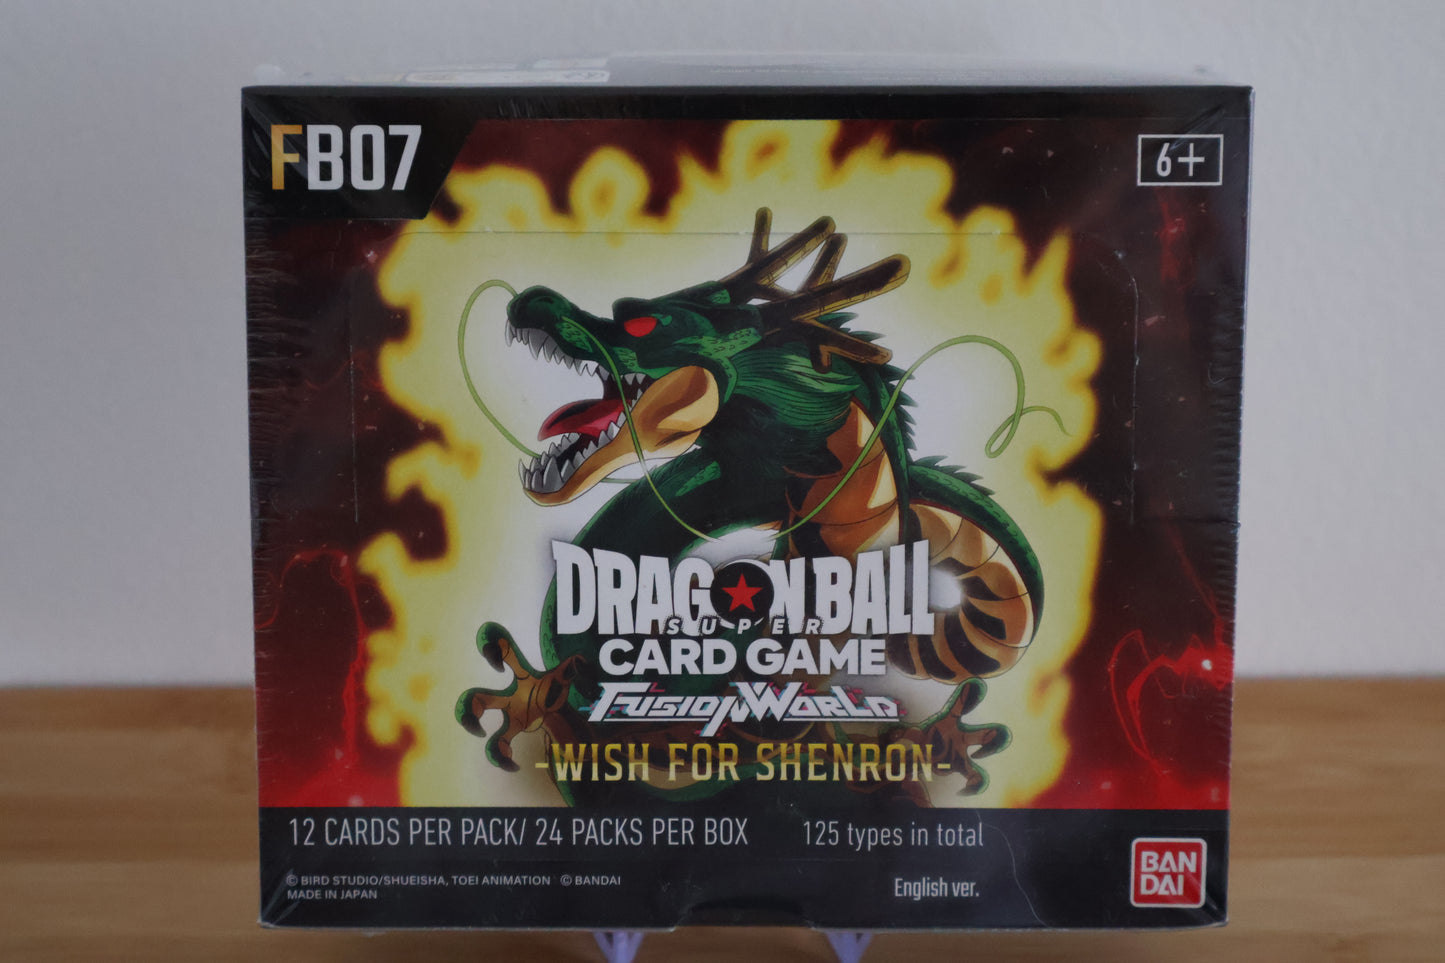 FB07
6+
DRAGON BALL
SUPER
CARD GAME
FUSION WORLD
-WISH FOR SHENRON-
12 CARDS PER PACK/ 24 PACKS PER BOX
125 types in total
© BIRD STUDIO/SHUEISHA, TOEI ANIMATION © BANDAI
MADE IN JAPAN
English ver.
BAN
DAI